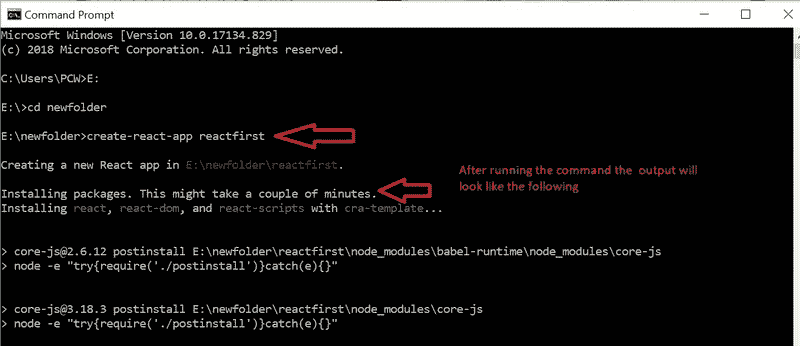 Command Prompt
Microsoft Windows [Version 10.0.17134.829]
(c) 2018 Microsoft Corporation. All rights reserved.
C:\Users\PCW>E:
E:\>cd newfolder
E:\newfolder>create-react-app reactfirst
Creating a new React app in E:\newfolder\reactfirst.
After running the command the output will
look like the following
Installing packages. This might take a couple of minutes.
Installing react, react-dom, and react-scripts with cra-template...
> core-js@2.6.12 postinstall E:\newfolder\reactfirst\node_modules\babel-runtime\node_modules\core-js
> node -e "try{require('./postinstall')}catch(e){}"
> core-js@3.18.3 postinstall E:\newfolder\reactfirst\node_modules\core-js
> node -e "try{require('./postinstall')}catch(e){}"